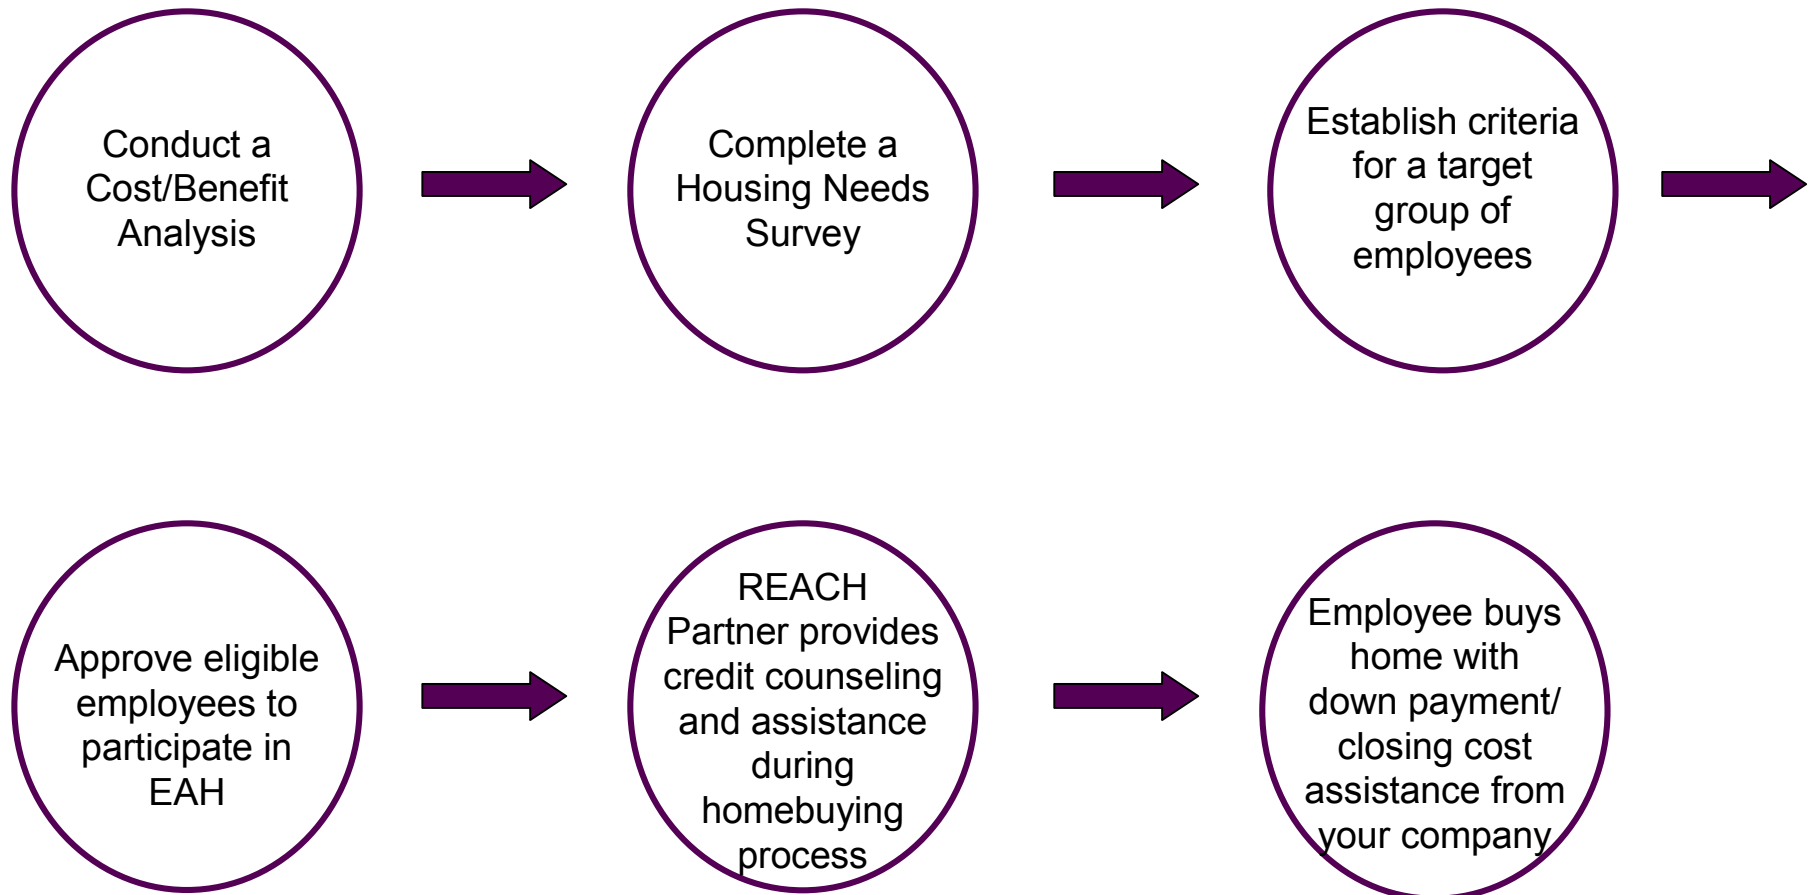 Conduct a
Cost/Benefit
Analysis
Complete a
Housing Needs
Survey
Establish criteria
for a target
group of
employees
Approve eligible
employees to
participate in
EAH
REACH
Partner provides
credit counseling
and assistance
during
homebuying
process
Employee buys
home with
down payment/
closing cost
assistance from
your company